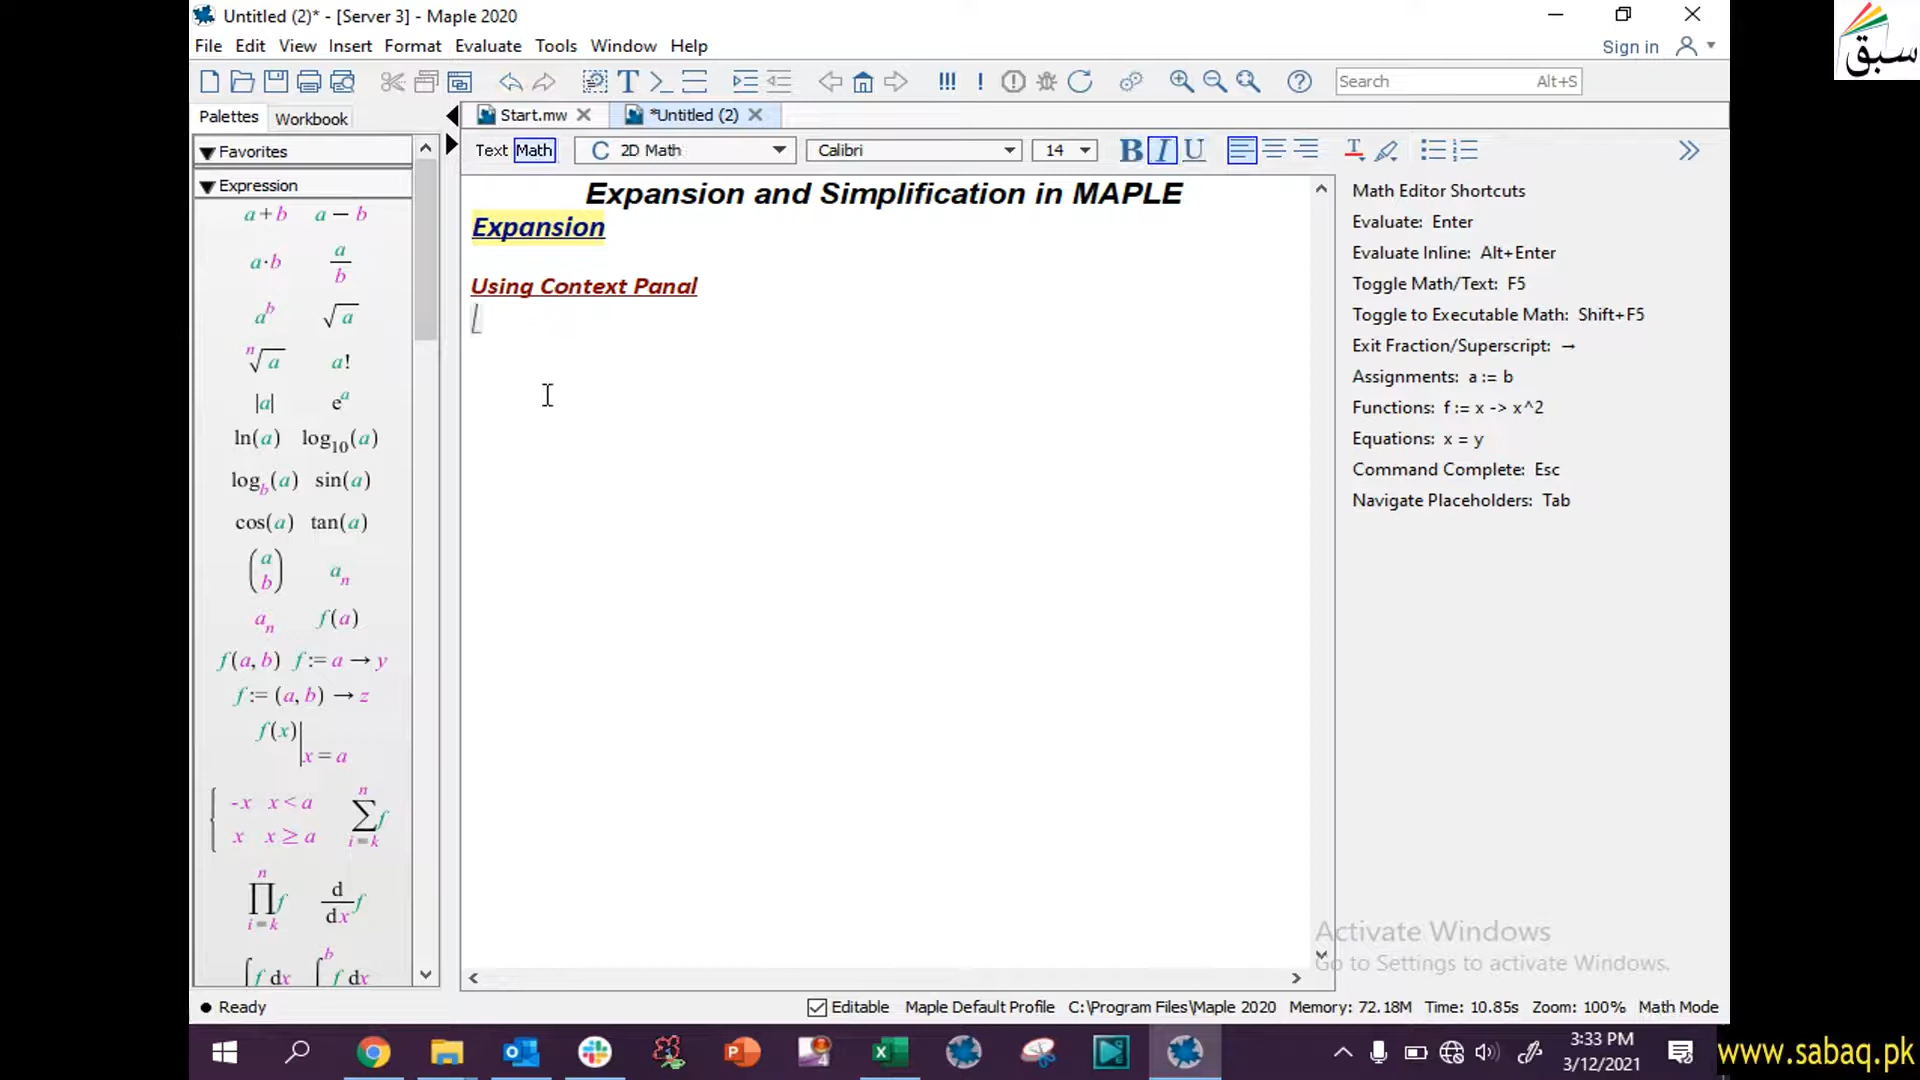 Untitled (2)* - [Server 3] - Maple 2020
سبق
File Edit View Insert Format Evaluate Tools Window Help
Sign in
Search Alt+S
Palettes Workbook
Start.mw *Untitled (2)
Text Math C 2D Math Calibri 14 B I U
Favorites
Expression
a + b a − b
a·b a/b
a^b √a
ⁿ√a a!
|a| e^a
ln(a) log₁₀(a)
log_b(a) sin(a)
cos(a) tan(a)
(a b) a_n
a_n f(a)
f(a, b) f := a → y
f := (a, b) → z
f(x)| x = a
-x x < a
x x ≥ a
n ∑ f i = k
n ∏ f i = k
d/dx f
∫ f dx ∫ b f dx
Expansion and Simplification in MAPLE
Expansion
Using Context Panal
Math Editor Shortcuts
Evaluate: Enter
Evaluate Inline: Alt+Enter
Toggle Math/Text: F5
Toggle to Executable Math: Shift+F5
Exit Fraction/Superscript: →
Assignments: a := b
Functions: f := x -> x^2
Equations: x = y
Command Complete: Esc
Navigate Placeholders: Tab
Activate Windows
Go to Settings to activate Windows.
Ready
Editable Maple Default Profile C:\Program Files\Maple 2020 Memory: 72.18M Time: 10.85s Zoom: 100% Math Mode
3:33 PM
3/12/2021
www.sabaq.pk